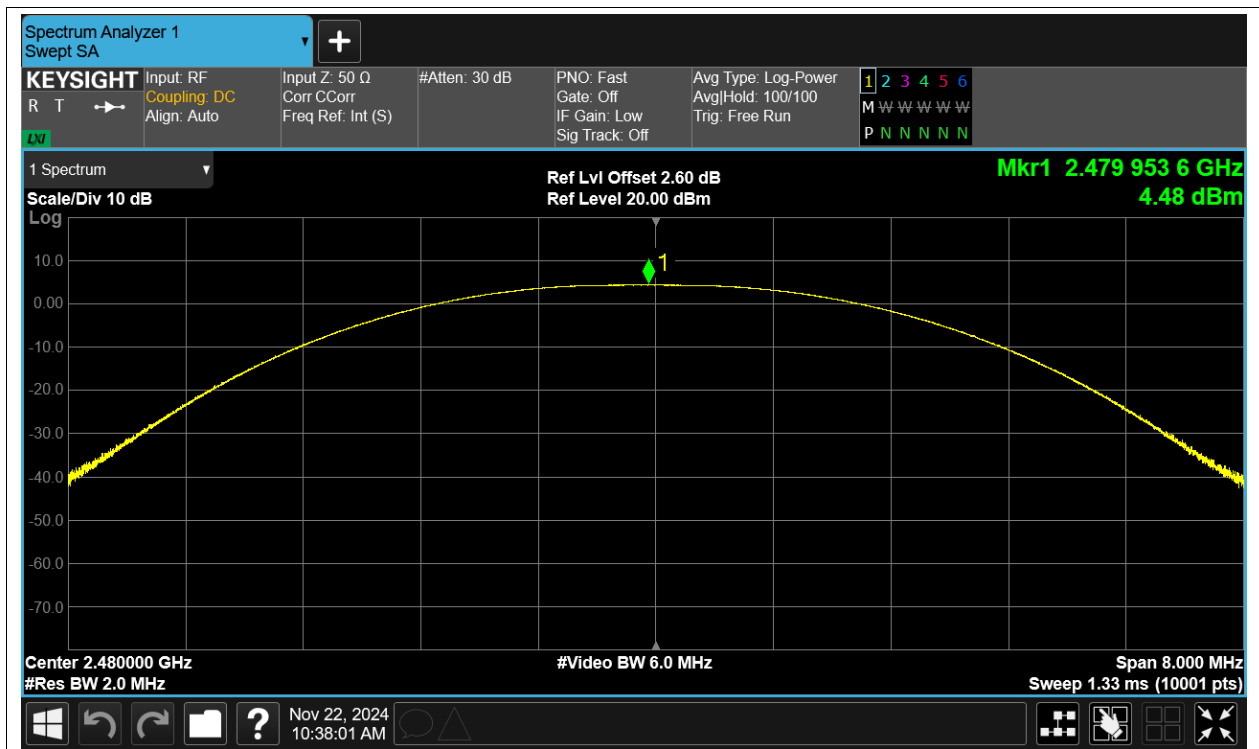 Spectrum Analyzer 1
Swept SA
KEYSIGHT
R T
LXI
Input: RF
Coupling: DC
Align: Auto
Input Z: 50 Ω
Corr CCorr
Freq Ref: Int (S)
#Atten: 30 dB
PNO: Fast
Gate: Off
IF Gain: Low
Sig Track: Off
Avg Type: Log-Power
Avg|Hold: 100/100
Trig: Free Run
1 2 3 4 5 6
M W W W W W
P N N N N N
1 Spectrum
Scale/Div 10 dB
Log
Ref Lvl Offset 2.60 dB
Ref Level 20.00 dBm
Mkr1 2.479 953 6 GHz
4.48 dBm
1
10.0
0.00
-10.0
-20.0
-30.0
-40.0
-50.0
-60.0
-70.0
Center 2.480000 GHz
#Res BW 2.0 MHz
#Video BW 6.0 MHz
Span 8.000 MHz
Sweep 1.33 ms (10001 pts)
?
Nov 22, 2024
10:38:01 AM